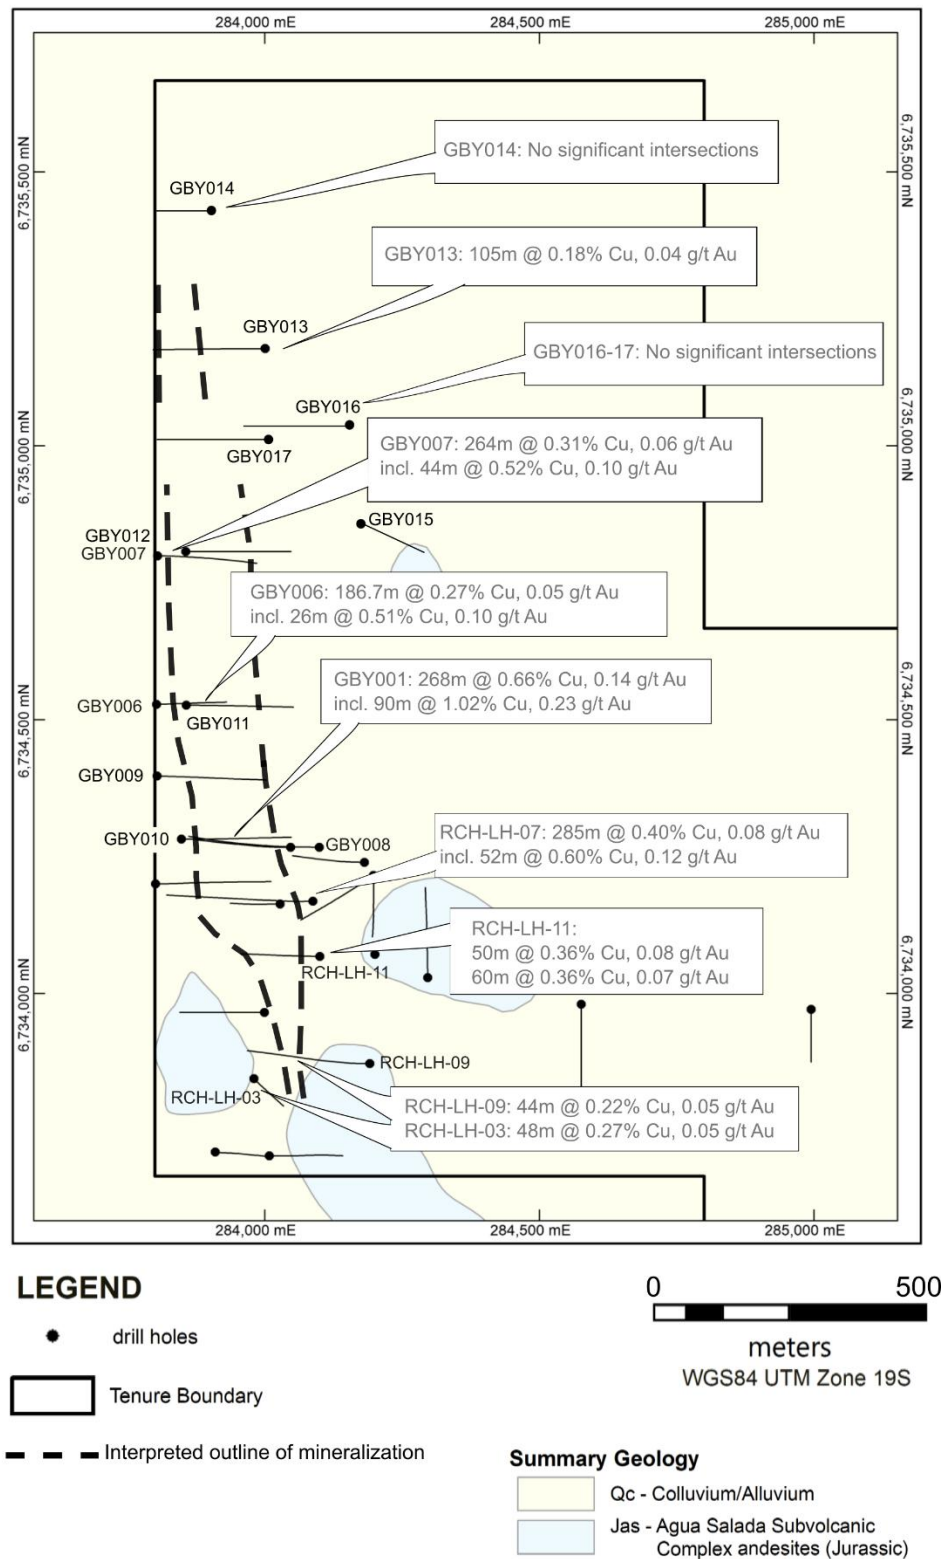 284,000 mE
284,500 mE
285,000 mE
6,735,500 mN
6,735,500 mN
GBY014: No significant intersections
GBY014
GBY013: 105m @ 0.18% Cu, 0.04 g/t Au
GBY013
GBY016-17: No significant intersections
GBY016
6,735,000 mN
6,735,000 mN
GBY017
GBY007: 264m @ 0.31% Cu, 0.06 g/t Au
incl. 44m @ 0.52% Cu, 0.10 g/t Au
GBY015
GBY012
GBY007
GBY006: 186.7m @ 0.27% Cu, 0.05 g/t Au
incl. 26m @ 0.51% Cu, 0.10 g/t Au
GBY001: 268m @ 0.66% Cu, 0.14 g/t Au
incl. 90m @ 1.02% Cu, 0.23 g/t Au
GBY006
GBY011
6,734,500 mN
6,734,500 mN
GBY009
RCH-LH-07: 285m @ 0.40% Cu, 0.08 g/t Au
incl. 52m @ 0.60% Cu, 0.12 g/t Au
GBY010
GBY008
RCH-LH-11:
50m @ 0.36% Cu, 0.08 g/t Au
60m @ 0.36% Cu, 0.07 g/t Au
RCH-LH-11
6,734,000 mN
6,734,000 mN
RCH-LH-09
RCH-LH-03
RCH-LH-09: 44m @ 0.22% Cu, 0.05 g/t Au
RCH-LH-03: 48m @ 0.27% Cu, 0.05 g/t Au
284,000 mE
284,500 mE
285,000 mE
LEGEND
drill holes
Tenure Boundary
Interpreted outline of mineralization
0
500
meters
WGS84 UTM Zone 19S
Summary Geology
Qc - Colluvium/Alluvium
Jas - Agua Salada Subvolcanic
Complex andesites (Jurassic)